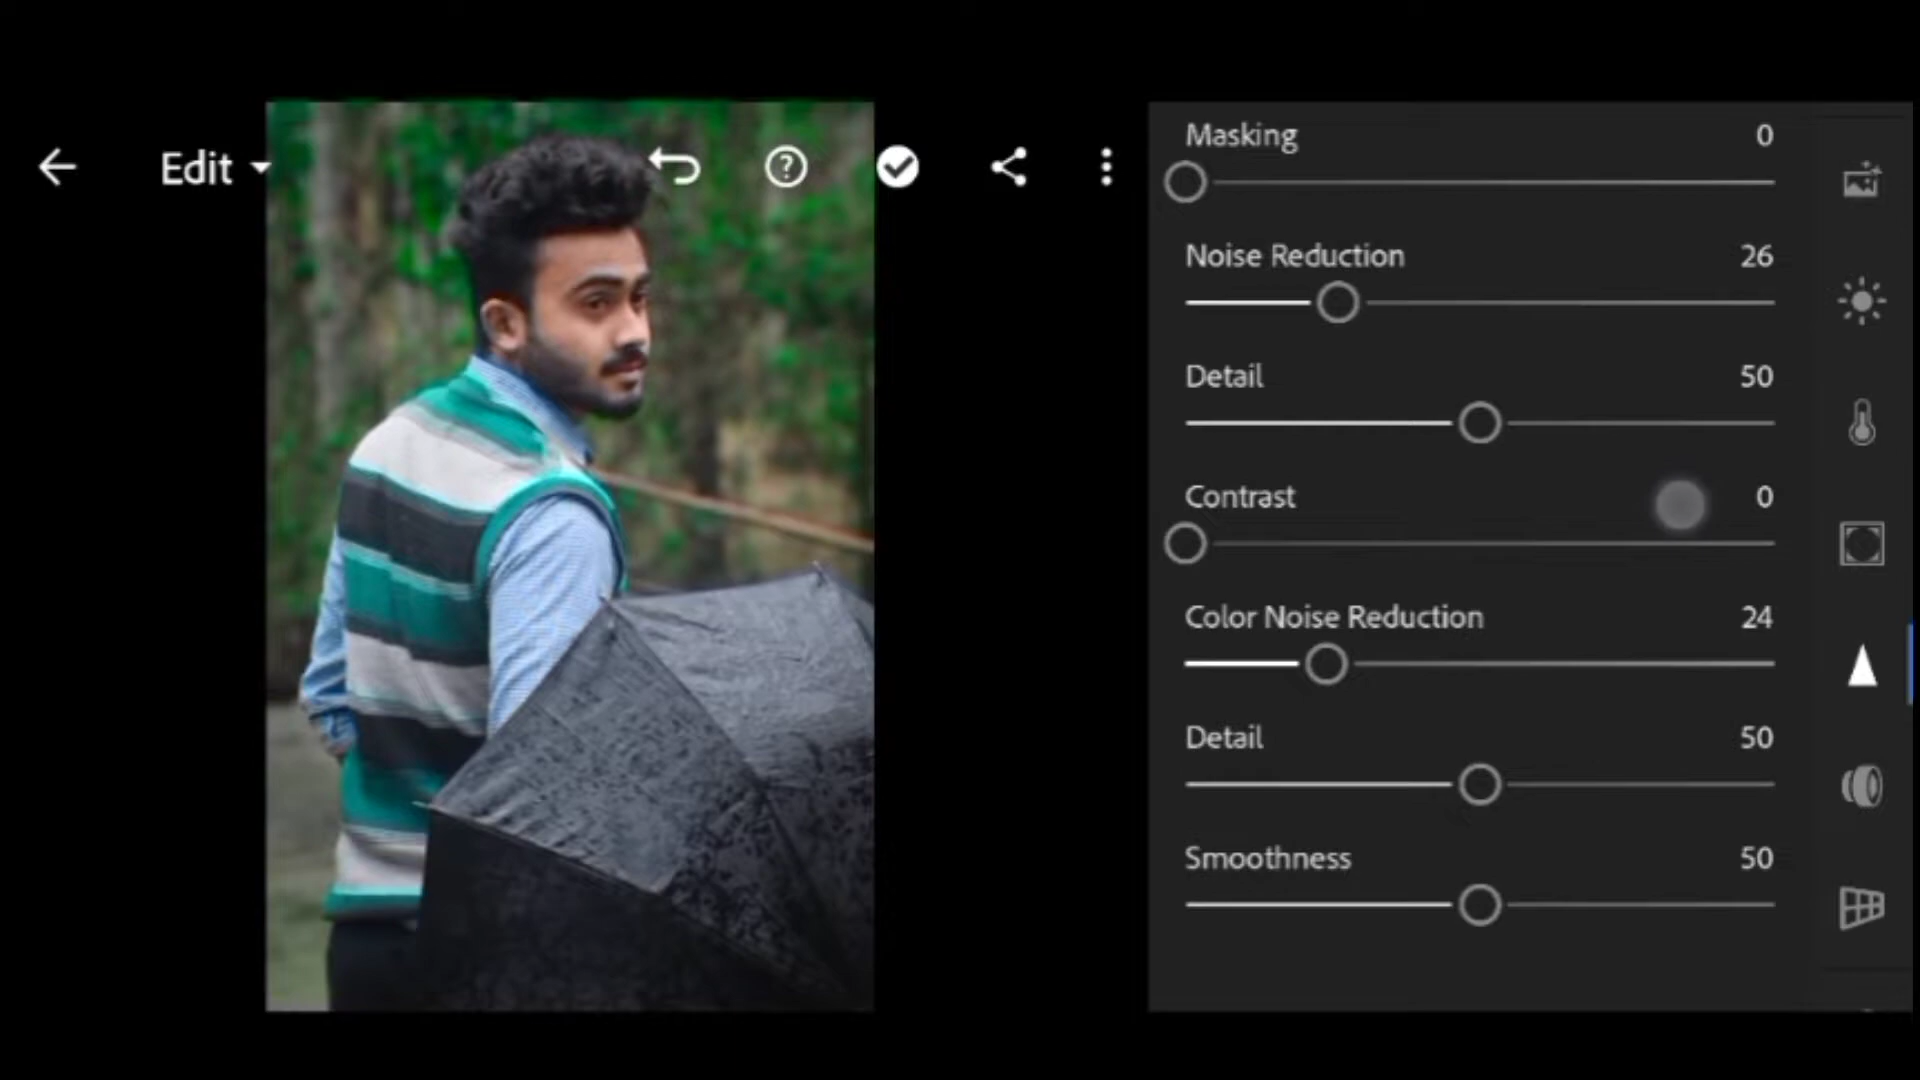 Edit
Masking 0
Noise Reduction 26
Detail 50
Contrast 0
Color Noise Reduction 24
Detail 50
Smoothness 50